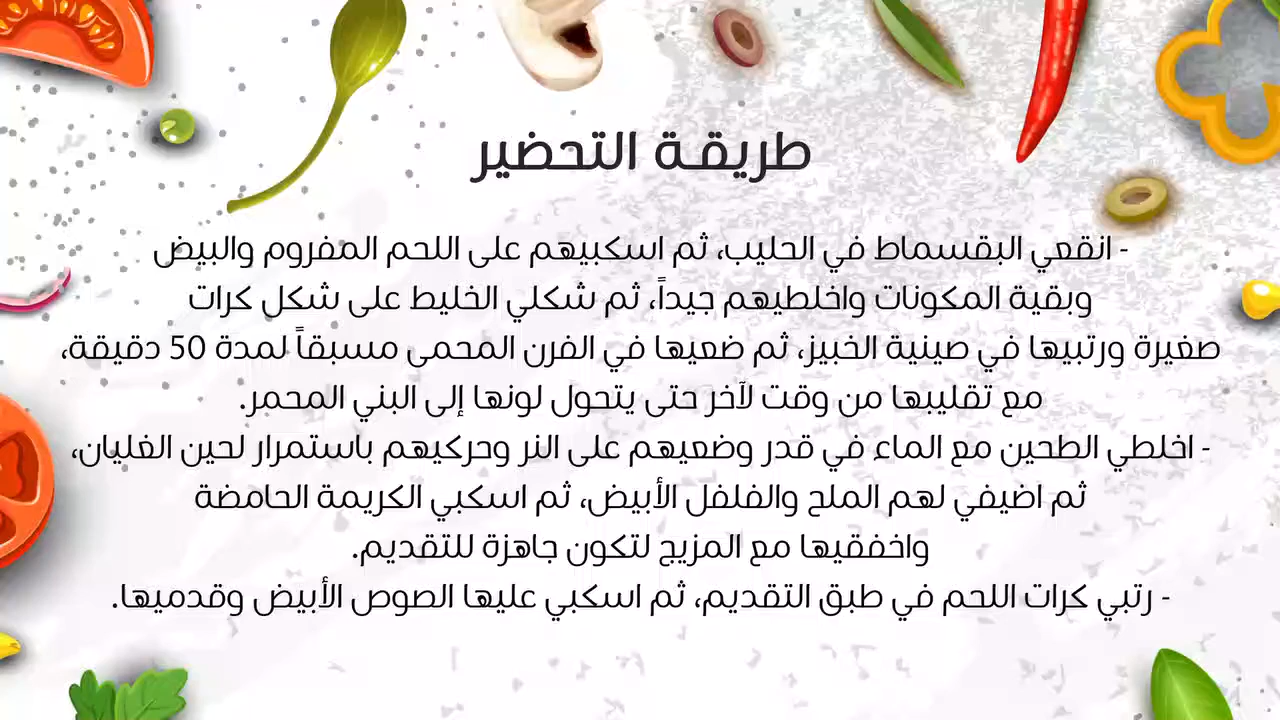 طريقة التحضير
- انقعي البقسماط في الحليب، ثم اسكبيهم على اللحم المفروم والبيض
وبقية المكونات واخلطيهم جيداً، ثم شكلي الخليط على شكل كرات
صغيرة ورتبيها في صينية الخبيز، ثم ضعيها في الفرن المحمى مسبقاً لمدة 50 دقيقة،
مع تقليبها من وقت لآخر حتى يتحول لونها إلى البني المحمر.
- اخلطي الطحين مع الماء في قدر وضعيهم على النر وحركيهم باستمرار لحين الغليان،
ثم اضيفي لهم الملح والفلفل الأبيض، ثم اسكبي الكريمة الحامضة
واخفقيها مع المزيج لتكون جاهزة للتقديم.
- رتبي كرات اللحم في طبق التقديم، ثم اسكبي عليها الصوص الأبيض وقدميها.